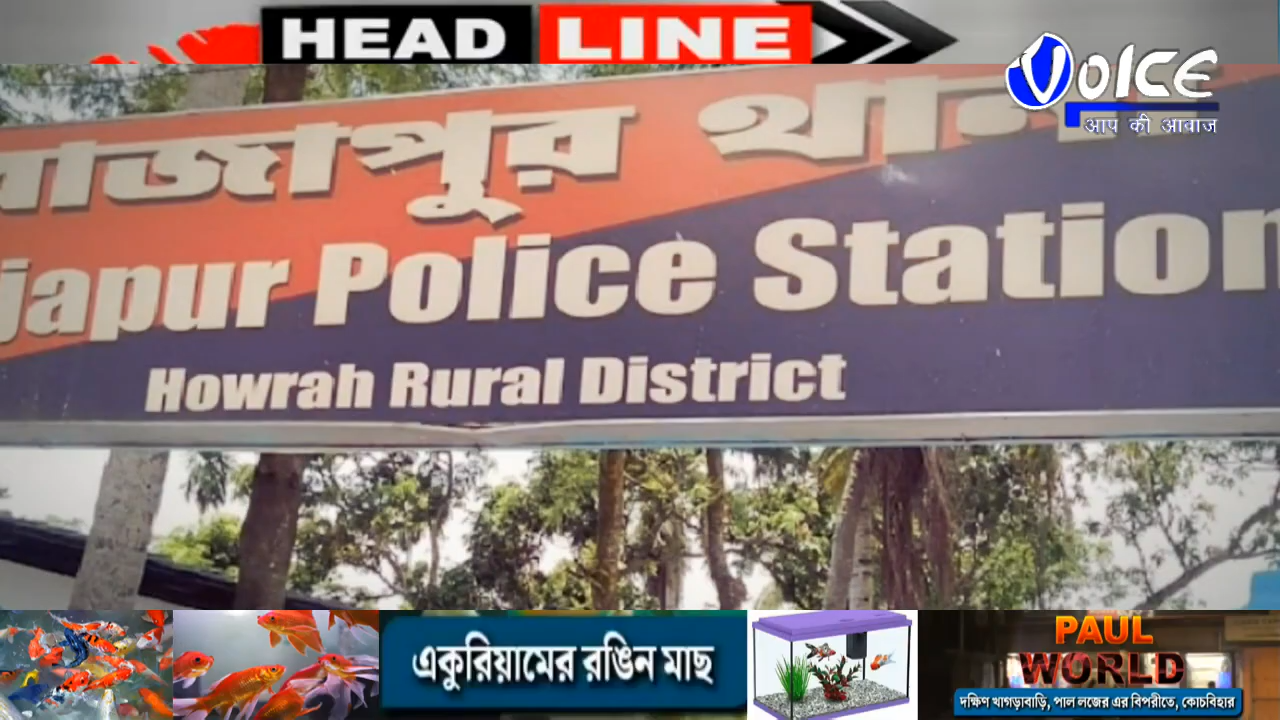 HEAD LINE
VOICE
आप की आवाज
রাজাপুর থানা
japur Police Station
Howrah Rural District
একুরিয়ামের রঙিন মাছ
PAUL
WORLD
দক্ষিণ খাগড়াবাড়ি, পাল লজের এর বিপরীতে, কোচবিহার